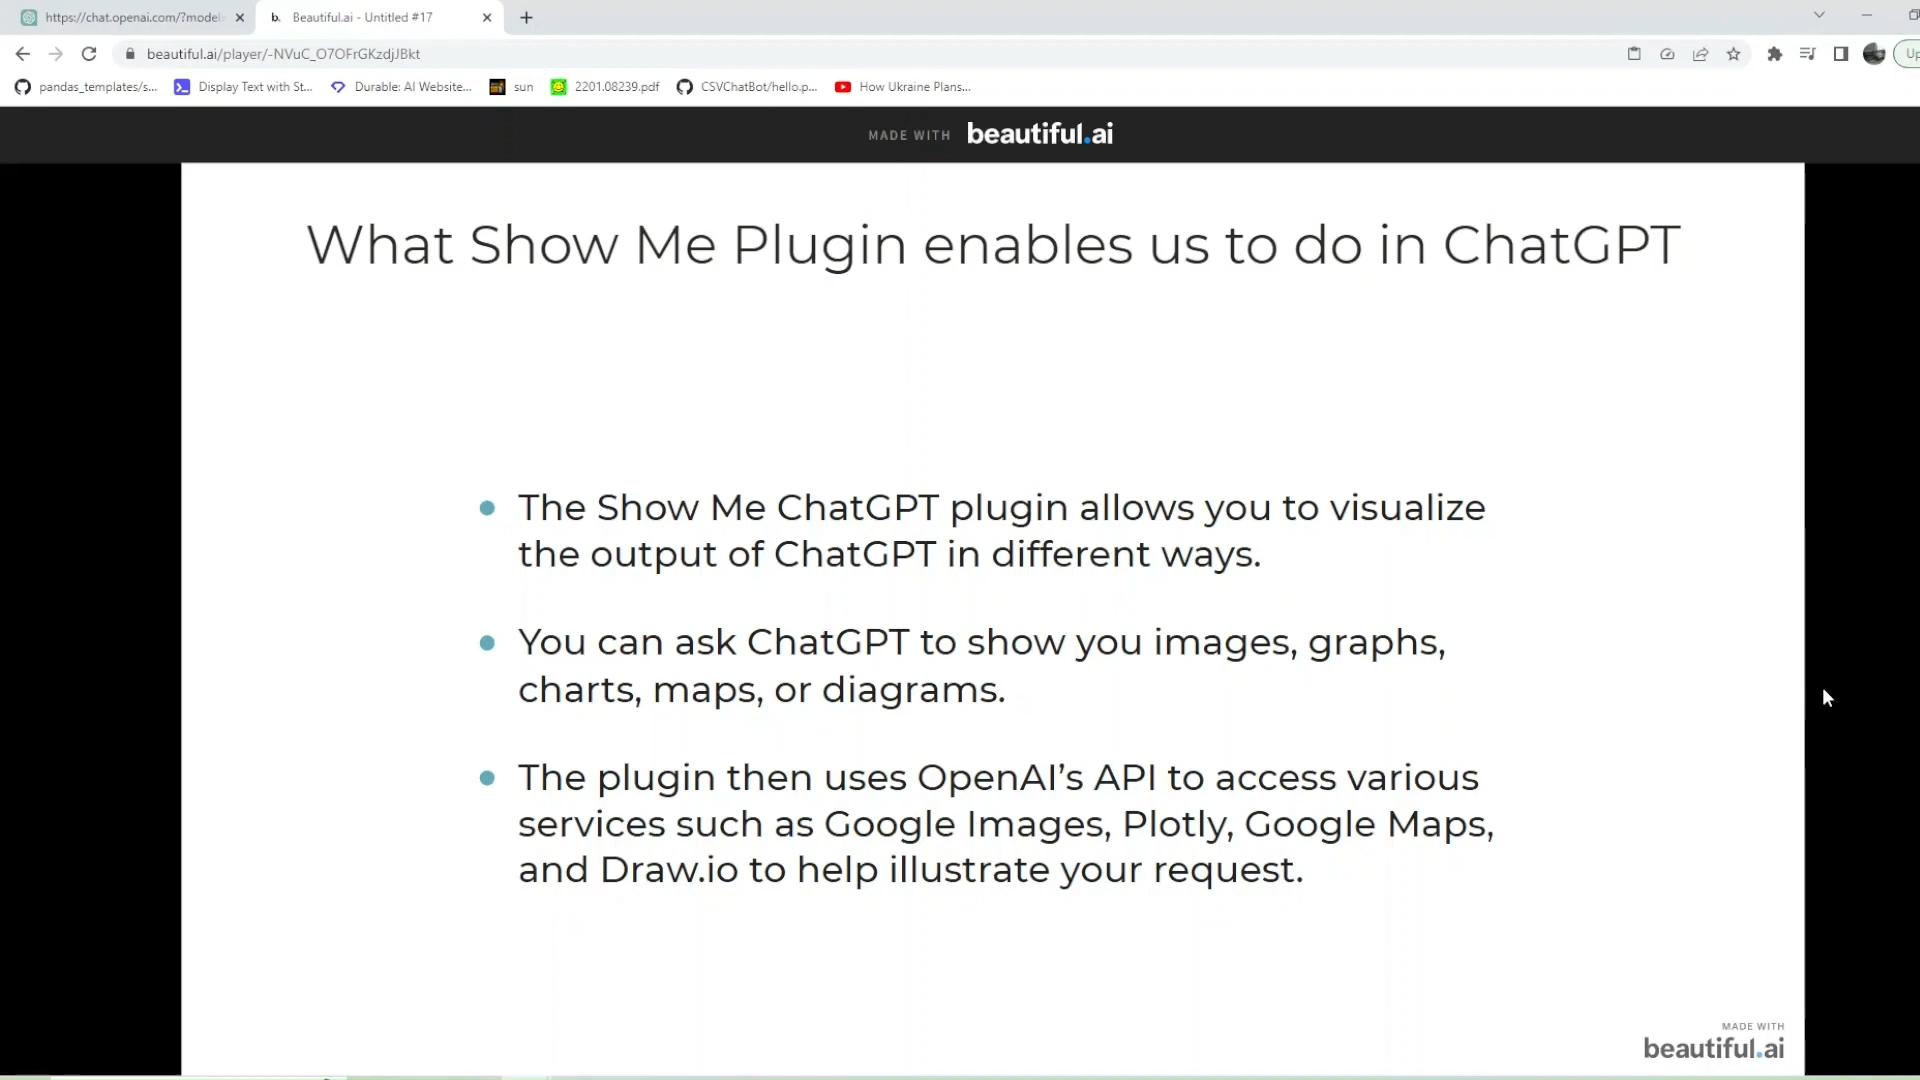 https://chat.openai.com/?model=
b. Beautiful.ai - Untitled #17
beautiful.ai/player/-NVuC_O7OFrGKzdjJBkt
Up
pandas_templates/s...
Display Text with St...
Durable: AI Website...
sun
2201.08239.pdf
CSVChatBot/hello.p...
How Ukraine Plans...
MADE WITH beautiful.ai
What Show Me Plugin enables us to do in ChatGPT
The Show Me ChatGPT plugin allows you to visualize
the output of ChatGPT in different ways.
You can ask ChatGPT to show you images, graphs,
charts, maps, or diagrams.
The plugin then uses OpenAI’s API to access various
services such as Google Images, Plotly, Google Maps,
and Draw.io to help illustrate your request.
MADE WITH
beautiful.ai